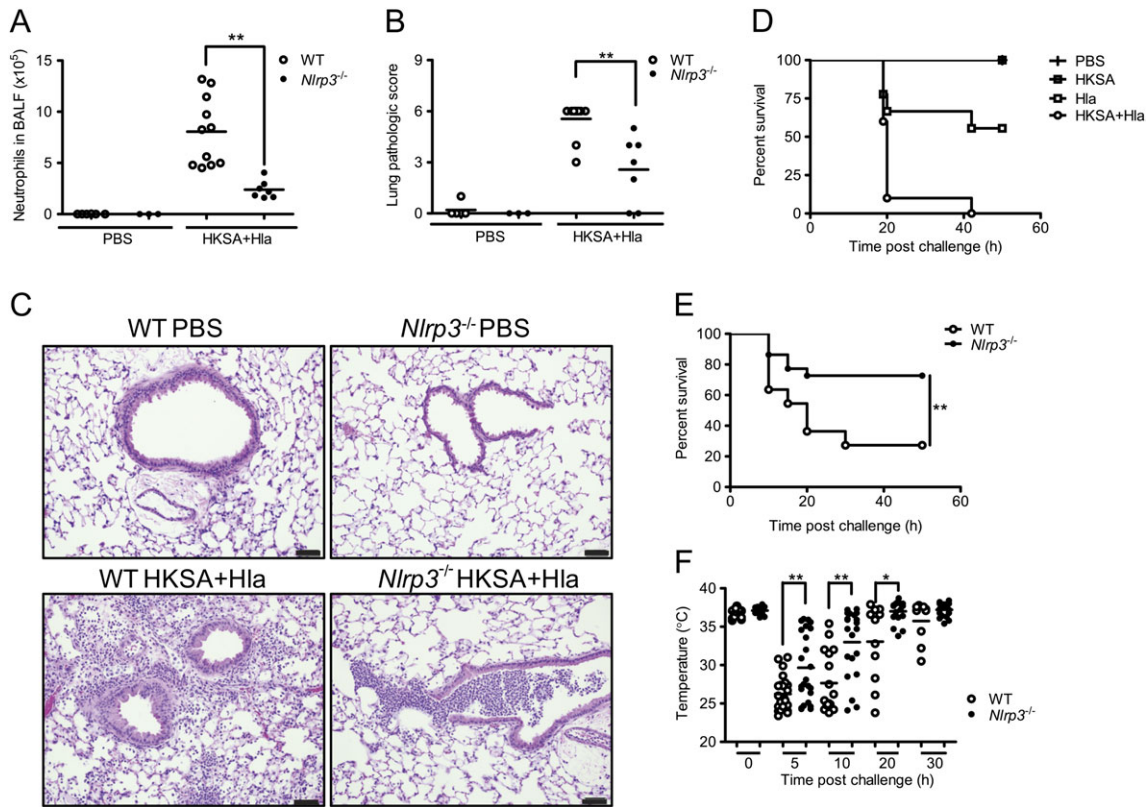 A
**
WT
Nlrp3-/-
Neutrophils in BALF (x10⁵)
15
10
5
0
PBS
HKSA+Hla
B
**
WT
Nlrp3-/-
Lung pathologic score
9
6
3
0
PBS
HKSA+Hla
D
PBS
HKSA
Hla
HKSA+Hla
Percent survival
100
75
50
25
0
0 20 40 60
Time post challenge (h)
C
WT PBS
Nlrp3-/- PBS
WT HKSA+Hla
Nlrp3-/- HKSA+Hla
E
WT
Nlrp3-/-
Percent survival
100
80
60
40
20
0
**
0 20 40 60
Time post challenge (h)
F
** ** *
Temperature (°C)
40
35
30
25
20
WT
Nlrp3-/-
0 5 10 20 30
Time post challenge (h)